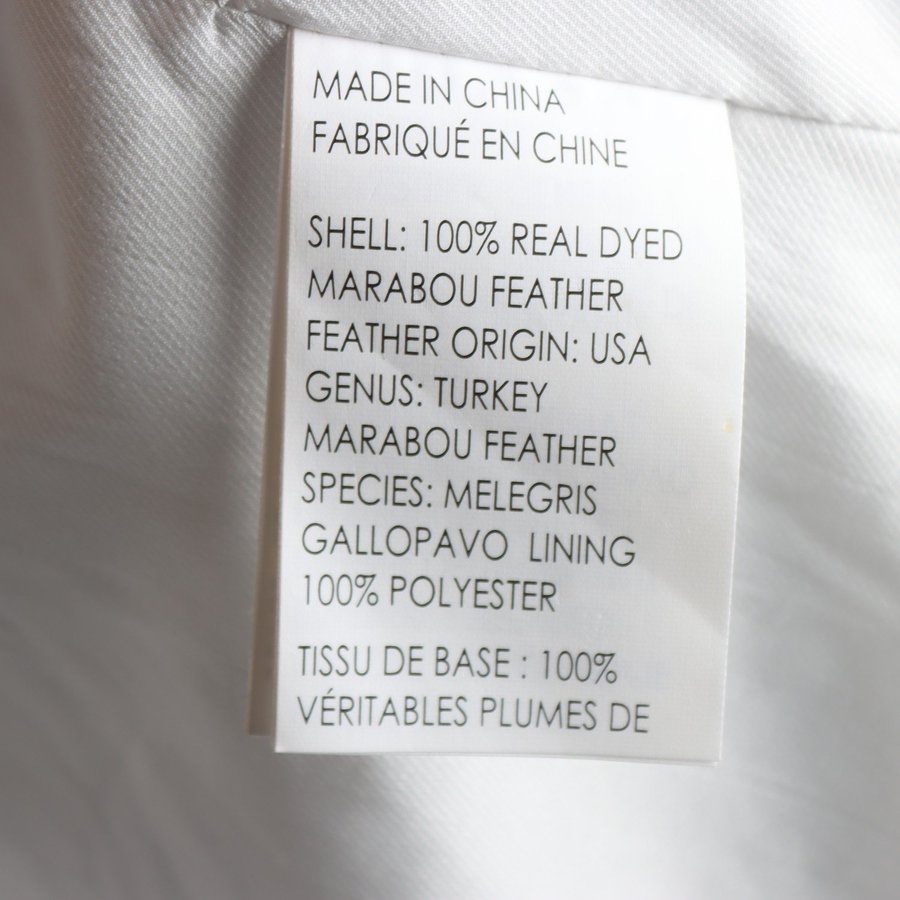 MADE IN CHINA
FABRIQUÉ EN CHINE
SHELL: 100% REAL DYED
MARABOU FEATHER
FEATHER ORIGIN: USA
GENUS: TURKEY
MARABOU FEATHER
SPECIES: MELEGRIS
GALLOPAVO LINING
100% POLYESTER
TISSU DE BASE : 100%
VÉRITABLES PLUMES DE